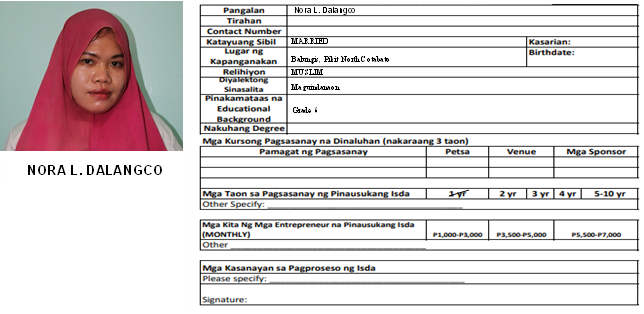 NORA L. DALANGCO
Pangalan Nora L. Dalangco
Tirahan
Contact Number
Katayuang Sibil MARRIED Kasarian:
Lugar ng Kapanganakan Balungis, Pikit North Cotabato Birthdate:
Relihiyon MUSLIM
Diyalektong Sinasalita Maguindanaon
Pinakamataas na Educational Background Grade 6
Nakuhang Degree
Mga Kursong Pagsasanay na Dinaluhan (nakaraang 3 taon)
Pamagat ng Pagsasanay Petsa Venue Mga Sponsor
Mga Taon sa Pagsasanay ng Pinausukang Isda 1 yr 2 yr 3 yr 4 yr 5-10 yr
Other Specify:
Mga Kita Ng Mga Entrepreneur na Pinausukang Isda
(MONTHLY) P1,000-P3,000 P3,500-P5,000 P5,500-P7,000
Other
Mga Kasanayan sa Pagproseso ng Isda
Please specify:
Signature: